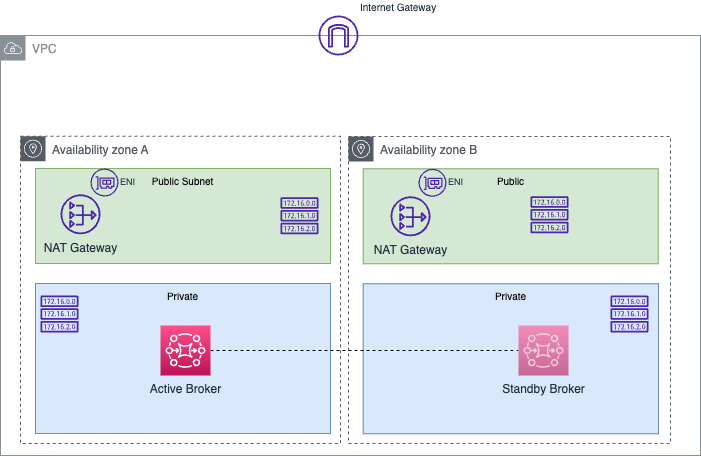 Internet Gateway
VPC
Availability zone A
Availability zone B
ENI
Public Subnet
172.16.0.0
172.16.1.0
172.16.2.0
NAT Gateway
ENI
Public
172.16.0.0
172.16.1.0
172.16.2.0
NAT Gateway
Private
172.16.0.0
172.16.1.0
172.16.2.0
Active Broker
Private
172.16.0.0
172.16.1.0
172.16.2.0
Standby Broker